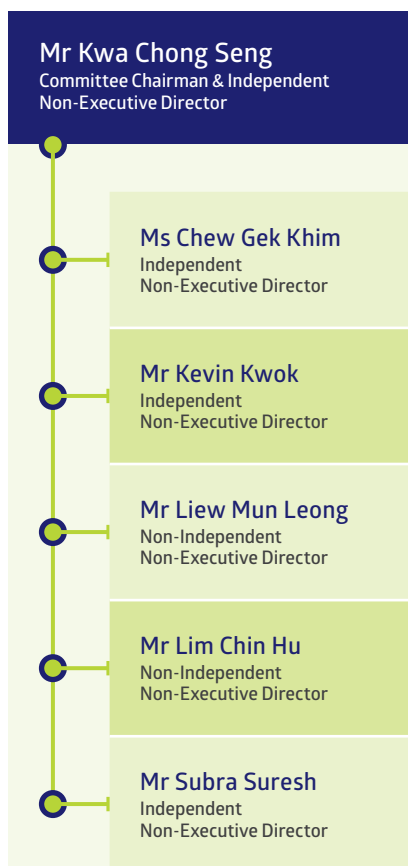 Mr Kwa Chong Seng
Committee Chairman & Independent
Non-Executive Director
Ms Chew Gek Khim
Independent
Non-Executive Director
Mr Kevin Kwok
Independent
Non-Executive Director
Mr Liew Mun Leong
Non-Independent
Non-Executive Director
Mr Lim Chin Hu
Non-Independent
Non-Executive Director
Mr Subra Suresh
Independent
Non-Executive Director